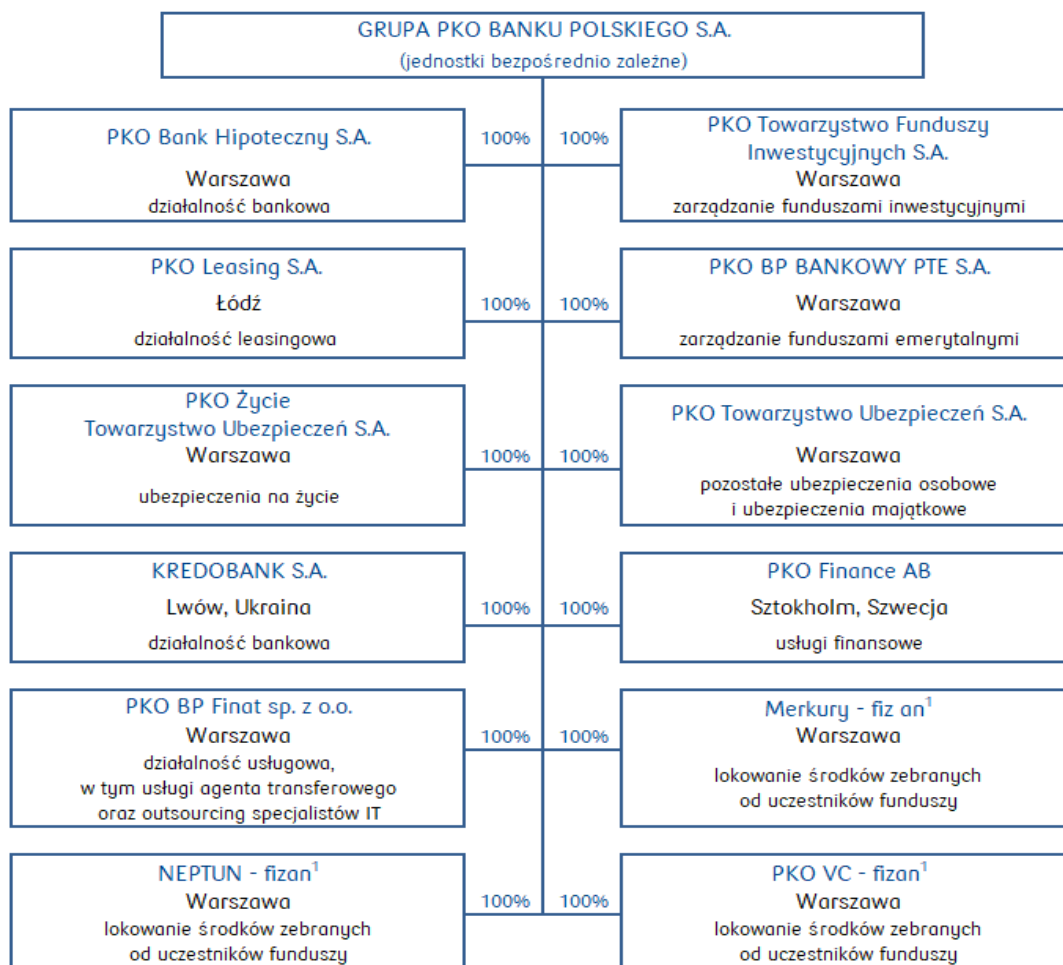 GRUPA PKO BANKU POLSKIEGO S.A.
(jednostki bezpośrednio zależne)
PKO Bank Hipoteczny S.A.
Warszawa
działalność bankowa
100%
100%
PKO Towarzystwo Funduszy
Inwestycyjnych S.A.
Warszawa
zarządzanie funduszami inwestycyjnymi
PKO Leasing S.A.
Łódź
działalność leasingowa
100%
100%
PKO BP BANKOWY PTE S.A.
Warszawa
zarządzanie funduszami emerytalnymi
PKO Życie
Towarzystwo Ubezpieczeń S.A.
Warszawa
ubezpieczenia na życie
100%
100%
PKO Towarzystwo Ubezpieczeń S.A.
Warszawa
pozostałe ubezpieczenia osobowe
i ubezpieczenia majątkowe
KREDOBANK S.A.
Lwów, Ukraina
działalność bankowa
100%
100%
PKO Finance AB
Sztokholm, Szwecja
usługi finansowe
PKO BP Finat sp. z o.o.
Warszawa
działalność usługowa,
w tym usługi agenta transferowego
oraz outsourcing specjalistów IT
100%
100%
Merkury - fiz an¹
Warszawa
lokowanie środków zebranych
od uczestników funduszy
NEPTUN - fizan¹
Warszawa
lokowanie środków zebranych
od uczestników funduszy
100%
100%
PKO VC - fizan¹
Warszawa
lokowanie środków zebranych
od uczestników funduszy